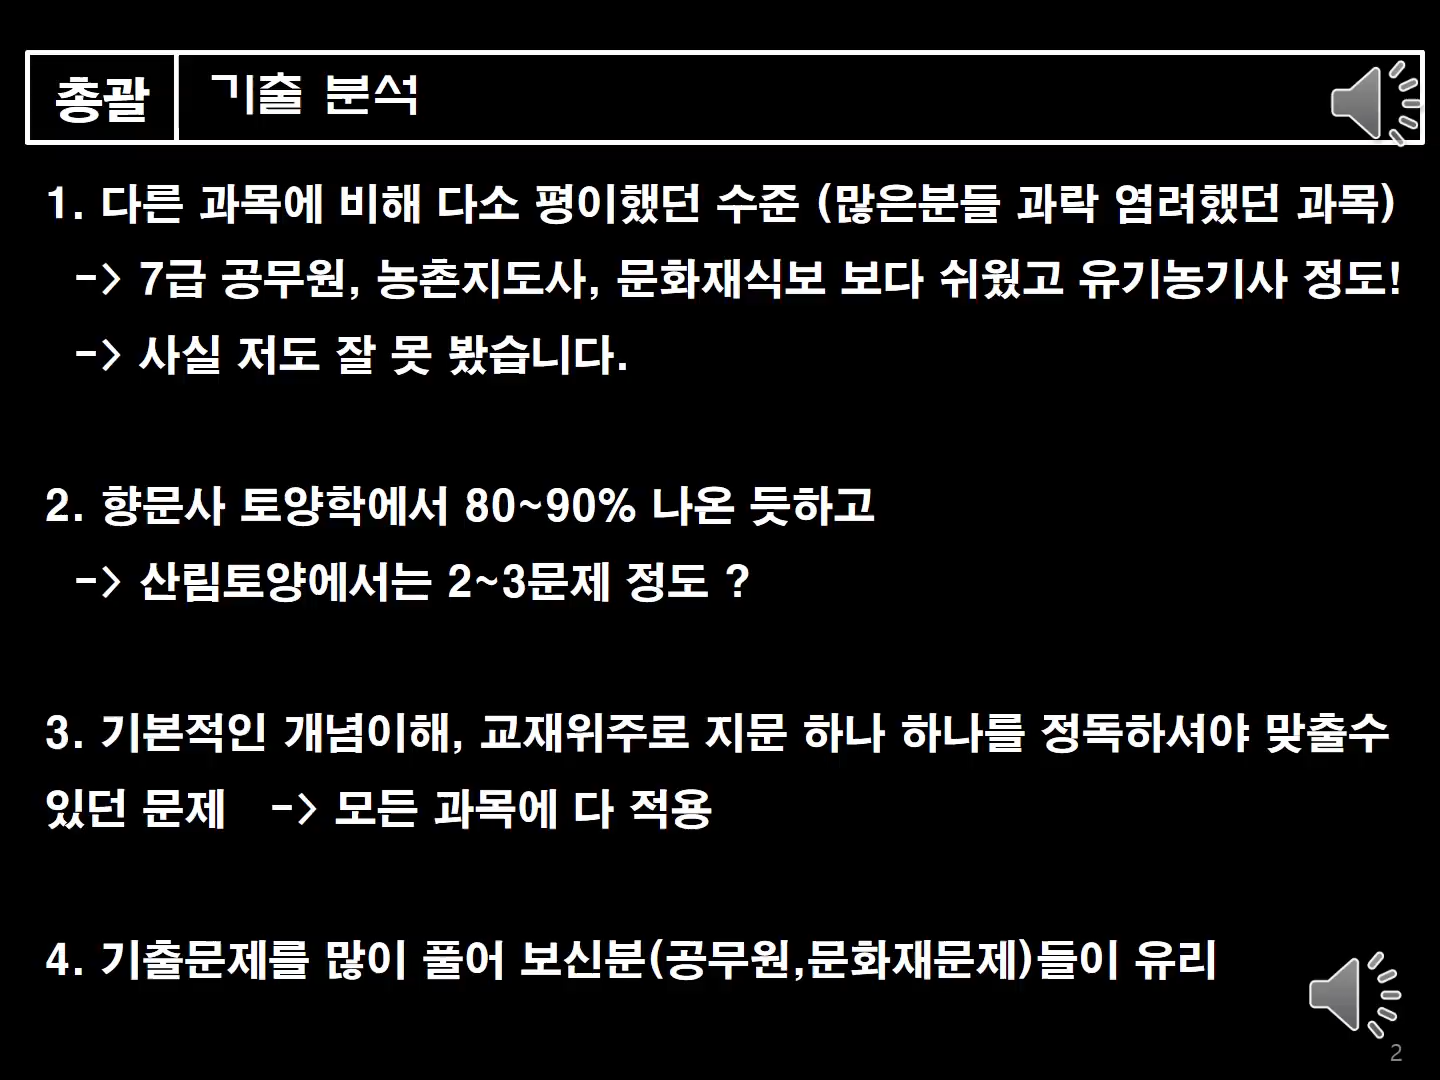 총괄
기출 분석
1. 다른 과목에 비해 다소 평이했던 수준 (많은분들 과락 염려했던 과목)
-> 7급 공무원, 농촌지도사, 문화재식보 보다 쉬웠고 유기농기사 정도!
-> 사실 저도 잘 못 봤습니다.
2. 향문사 토양학에서 80~90% 나온 듯하고
-> 산림토양에서는 2~3문제 정도 ?
3. 기본적인 개념이해, 교재위주로 지문 하나 하나를 정독하셔야 맞출수
있던 문제 -> 모든 과목에 다 적용
4. 기출문제를 많이 풀어 보신분(공무원,문화재문제)들이 유리
2